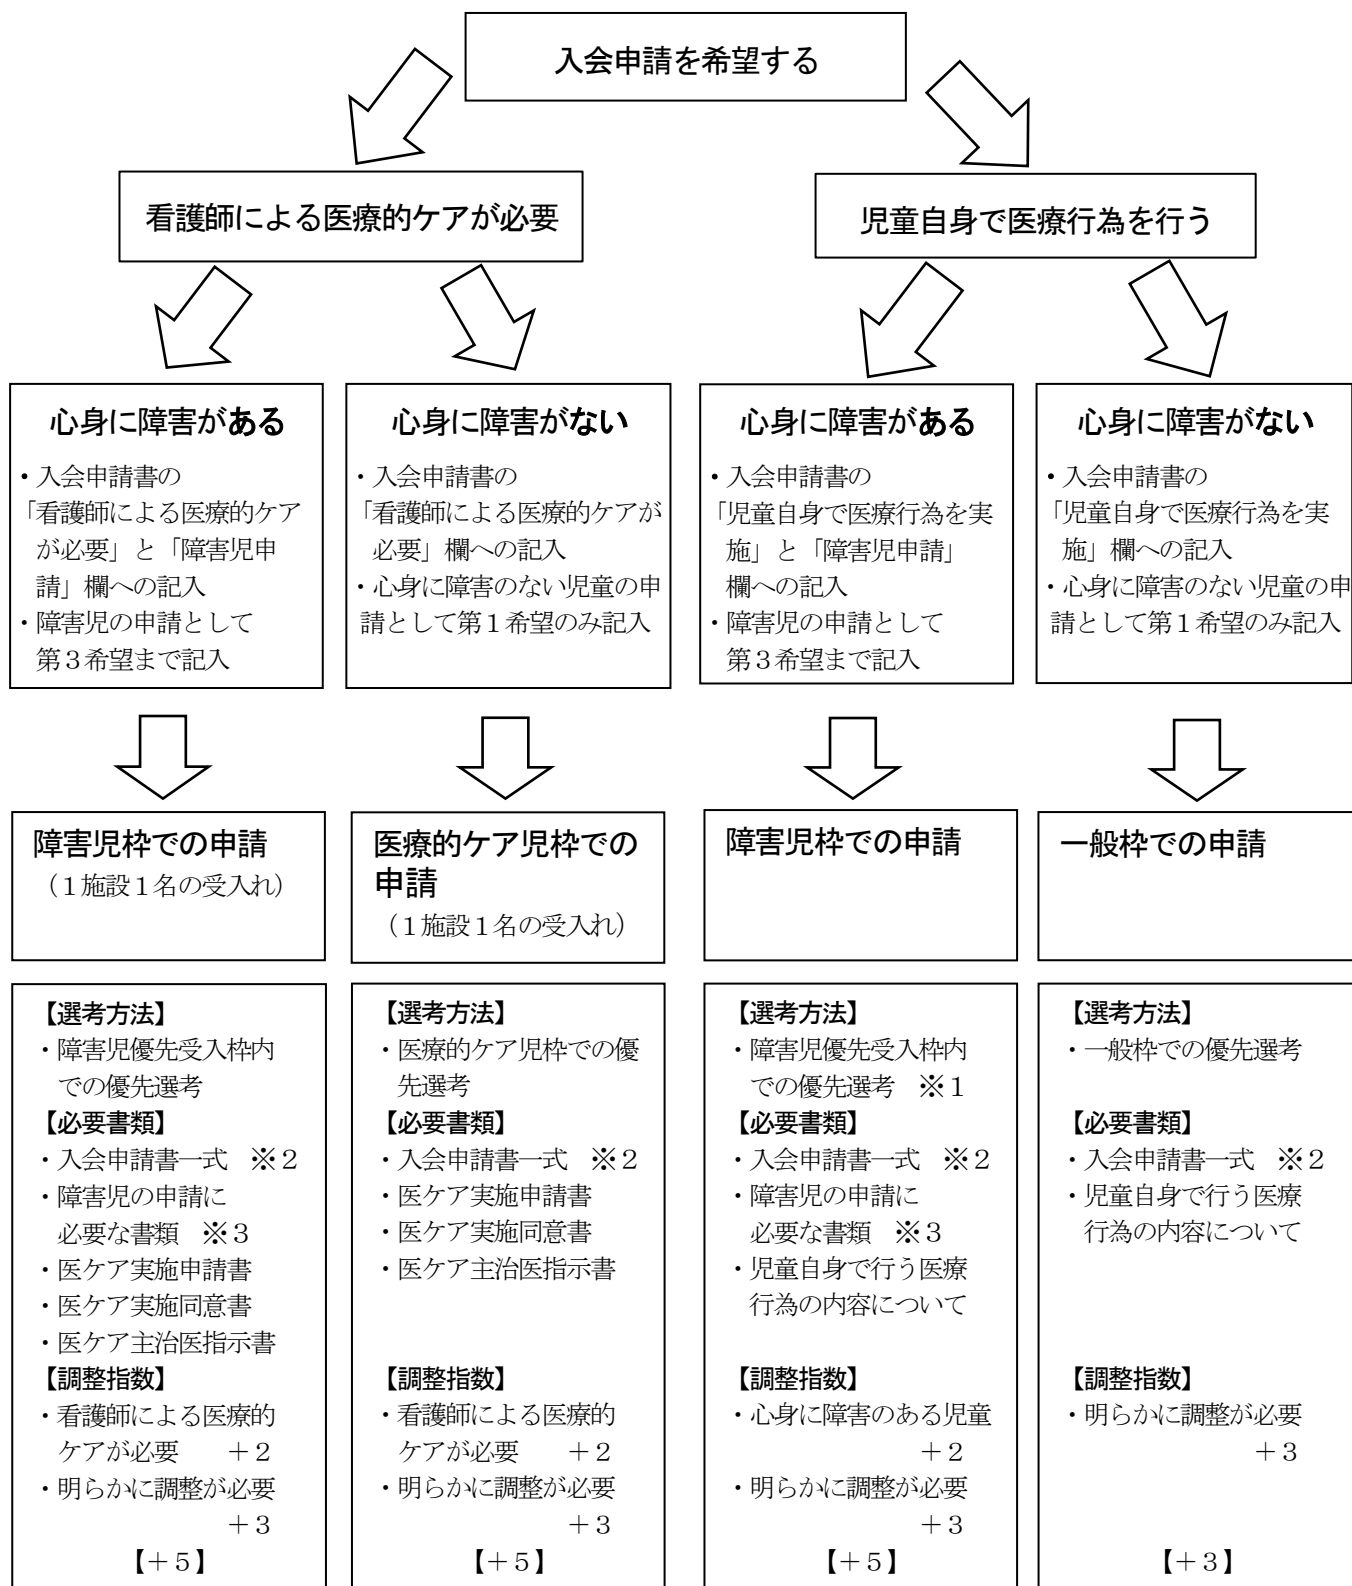 入会申請を希望する
看護師による医療的ケアが必要
児童自身で医療行為を行う
心身に障害がある
・入会申請書の
「看護師による医療的ケア
が必要」と「障害児申
請」欄への記入
・障害児の申請として
第３希望まで記入
心身に障害がない
・入会申請書の
「看護師による医療的ケアが
必要」欄への記入
・心身に障害のない児童の申
請として第１希望のみ記入
心身に障害がある
・入会申請書の
「児童自身で医療行為を実
施」と「障害児申請」
欄への記入
・障害児の申請として
第３希望まで記入
心身に障害がない
・入会申請書の
「児童自身で医療行為を実
施」欄への記入
・心身に障害のない児童の申
請として第１希望のみ記入
障害児枠での申請
（１施設１名の受入れ）
医療的ケア児枠での
申請
（１施設１名の受入れ）
障害児枠での申請
一般枠での申請
【選考方法】
・障害児優先受入枠内
での優先選考
【必要書類】
・入会申請書一式　※２
・障害児の申請に
必要な書類　※３
・医ケア実施申請書
・医ケア実施同意書
・医ケア主治医指示書
【調整指数】
・看護師による医療的
ケアが必要　＋２
・明らかに調整が必要
＋３
【＋５】
【選考方法】
・医療的ケア児枠での優
先選考
【必要書類】
・入会申請書一式　※２
・医ケア実施申請書
・医ケア実施同意書
・医ケア主治医指示書
【調整指数】
・看護師による医療的
ケアが必要　＋２
・明らかに調整が必要
＋３
【＋５】
【選考方法】
・障害児優先受入枠内
での優先選考　※１
【必要書類】
・入会申請書一式　※２
・障害児の申請に
必要な書類　※３
・児童自身で行う医療
行為の内容について
【調整指数】
・心身に障害のある児童
＋２
・明らかに調整が必要
＋３
【＋５】
【選考方法】
・一般枠での優先選考
【必要書類】
・入会申請書一式　※２
・児童自身で行う医療
行為の内容について
【調整指数】
・明らかに調整が必要
＋３
【＋３】